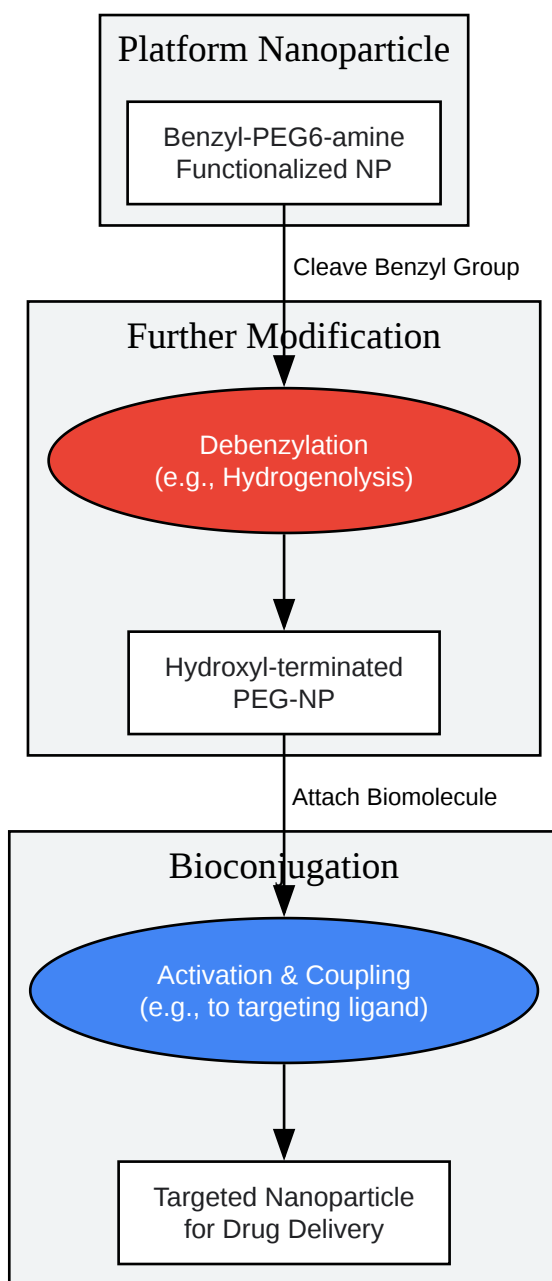 Platform Nanoparticle
Benzyl-PEG6-amine
Functionalized NP
Cleave Benzyl Group
Further Modification
Debenzylation
(e.g., Hydrogenolysis)
Hydroxyl-terminated
PEG-NP
Attach Biomolecule
Bioconjugation
Activation & Coupling
(e.g., to targeting ligand)
Targeted Nanoparticle
for Drug Delivery